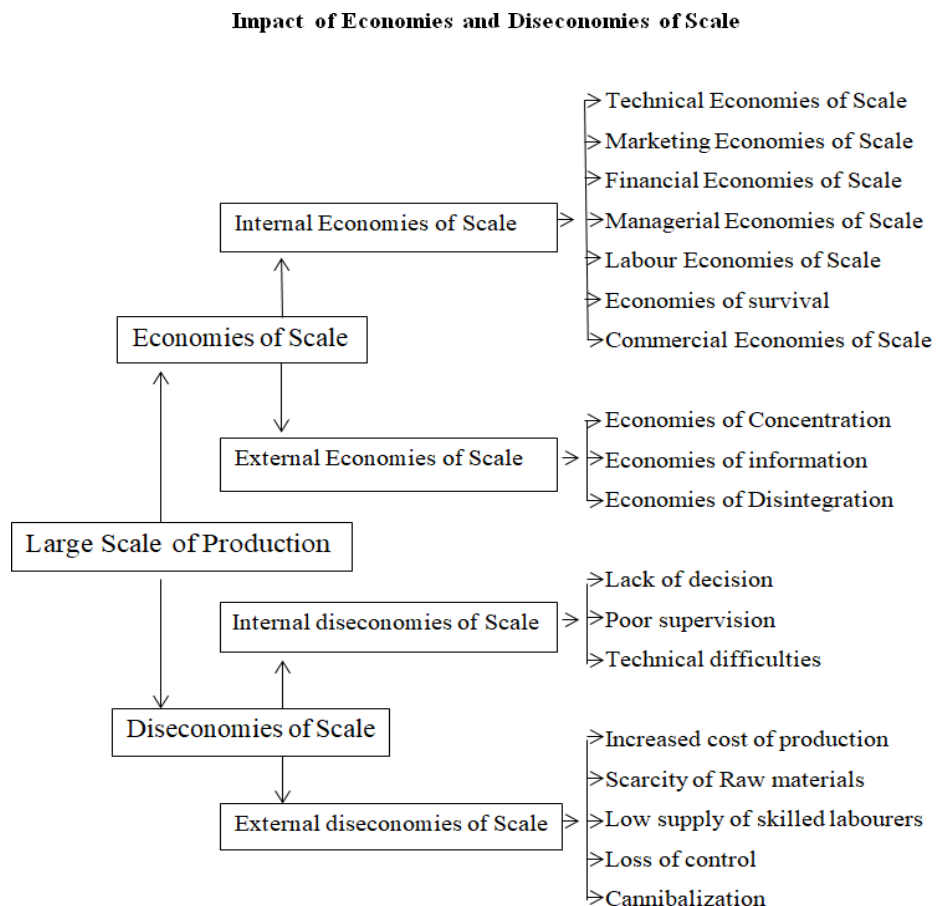 Impact of Economies and Diseconomies of Scale
Technical Economies of Scale
Marketing Economies of Scale
Financial Economies of Scale
Internal Economies of Scale
Managerial Economies of Scale
Labour Economies of Scale
Economies of survival
Economies of Scale
Commercial Economies of Scale
Economies of Concentration
External Economies of Scale
Economies of information
Economies of Disintegration
Large Scale of Production
Lack of decision
Internal diseconomies of Scale
Poor supervision
Technical difficulties
Diseconomies of Scale
Increased cost of production
Scarcity of Raw materials
External diseconomies of Scale
Low supply of skilled labourers
Loss of control
Cannibalization